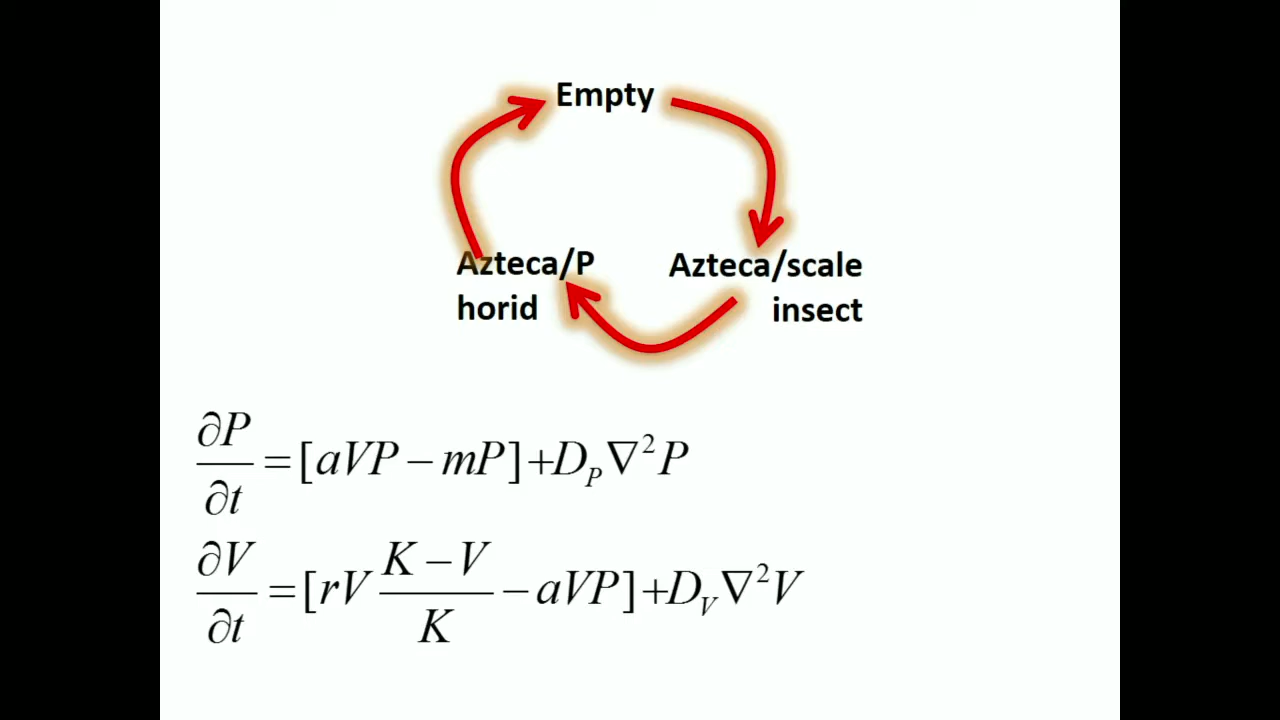 Empty
Azteca/P
horid
Azteca/scale
insect
∂P/∂t = [aVP − mP] + D_P ∇²P
∂V/∂t = [rV (K − V)/K − aVP] + D_V ∇²V